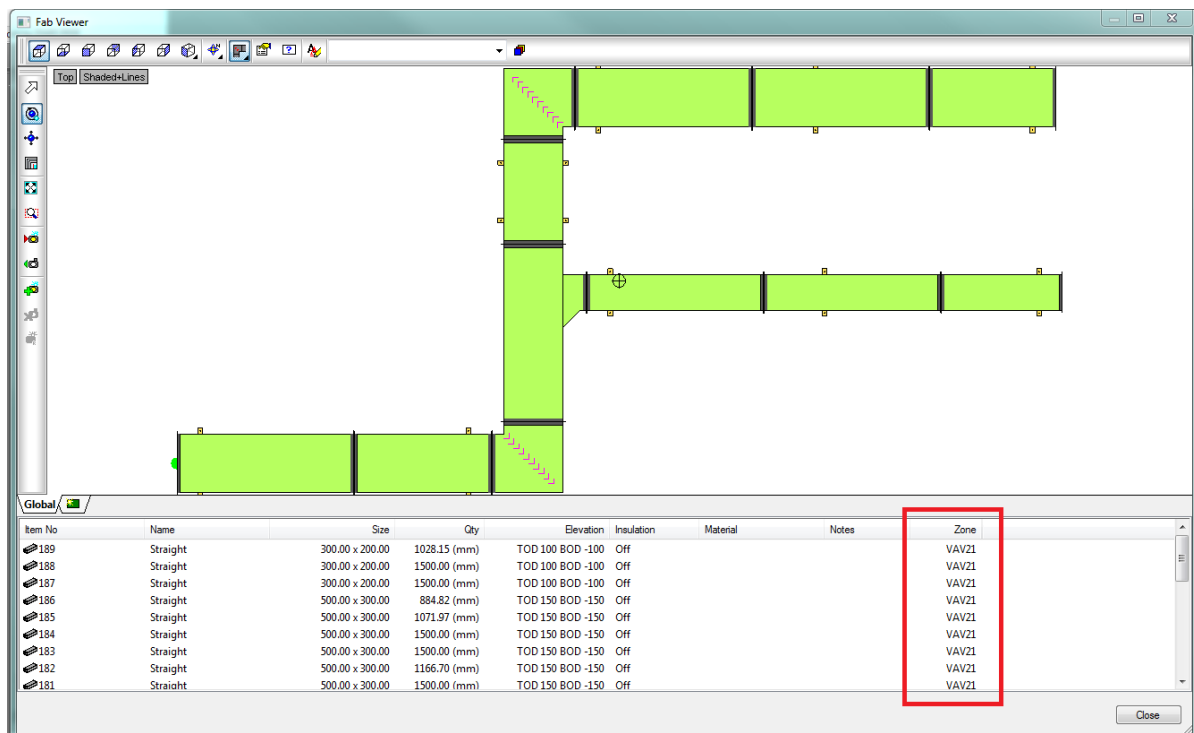 Fab Viewer
Top Shaded+Lines
Global
Item No Name Size Qty Elevation Insulation Material Notes Zone
189 Straight 300.00 x 200.00 1028.15 (mm) TOD 100 BOD -100 Off VAV21
188 Straight 300.00 x 200.00 1500.00 (mm) TOD 100 BOD -100 Off VAV21
187 Straight 300.00 x 200.00 1500.00 (mm) TOD 100 BOD -100 Off VAV21
186 Straight 500.00 x 300.00 884.82 (mm) TOD 150 BOD -150 Off VAV21
185 Straight 500.00 x 300.00 1071.97 (mm) TOD 150 BOD -150 Off VAV21
184 Straight 500.00 x 300.00 1500.00 (mm) TOD 150 BOD -150 Off VAV21
183 Straight 500.00 x 300.00 1500.00 (mm) TOD 150 BOD -150 Off VAV21
182 Straight 500.00 x 300.00 1166.70 (mm) TOD 150 BOD -150 Off VAV21
181 Straight 500.00 x 300.00 1500.00 (mm) TOD 150 BOD -150 Off VAV21
Close